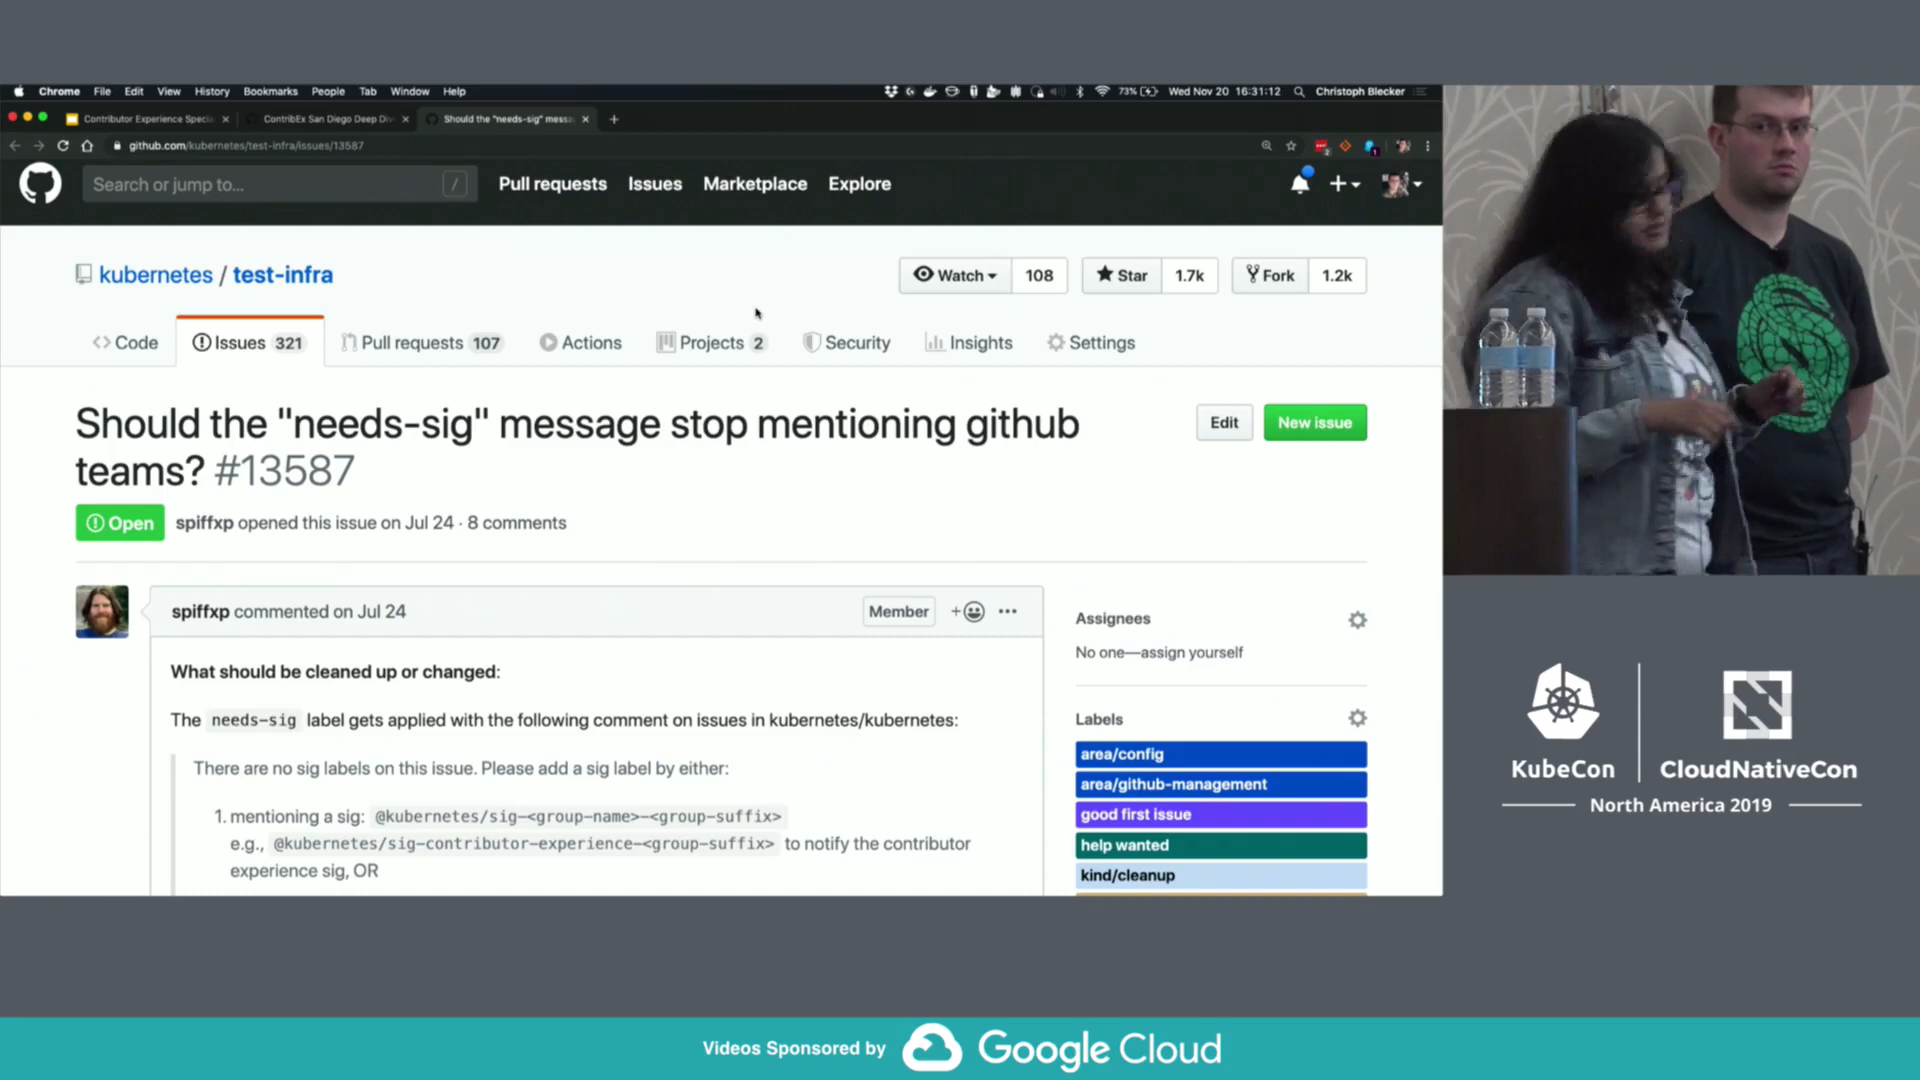 Chrome File Edit View History Bookmarks People Tab Window Help 73% Wed Nov 20 16:31:12 Christoph Blecker
Contributor Experience Specia ContribEx San Diego Deep Div Should the "needs-sig" messa
github.com/kubernetes/test-infra/issues/13587
Search or jump to... / Pull requests Issues Marketplace Explore
kubernetes / test-infra Watch 108 Star 1.7k Fork 1.2k
Code Issues 321 Pull requests 107 Actions Projects 2 Security Insights Settings
Should the "needs-sig" message stop mentioning github
teams? #13587
Edit New issue
Open spiffxp opened this issue on Jul 24 · 8 comments
spiffxp commented on Jul 24 Member
What should be cleaned up or changed:
The needs-sig label gets applied with the following comment on issues in kubernetes/kubernetes:
There are no sig labels on this issue. Please add a sig label by either:
1. mentioning a sig: @kubernetes/sig-<group-name>-<group-suffix>
e.g., @kubernetes/sig-contributor-experience-<group-suffix> to notify the contributor
experience sig, OR
Assignees
No one—assign yourself
Labels
area/config
area/github-management
good first issue
help wanted
kind/cleanup
KubeCon CloudNativeCon
North America 2019
Videos Sponsored by Google Cloud